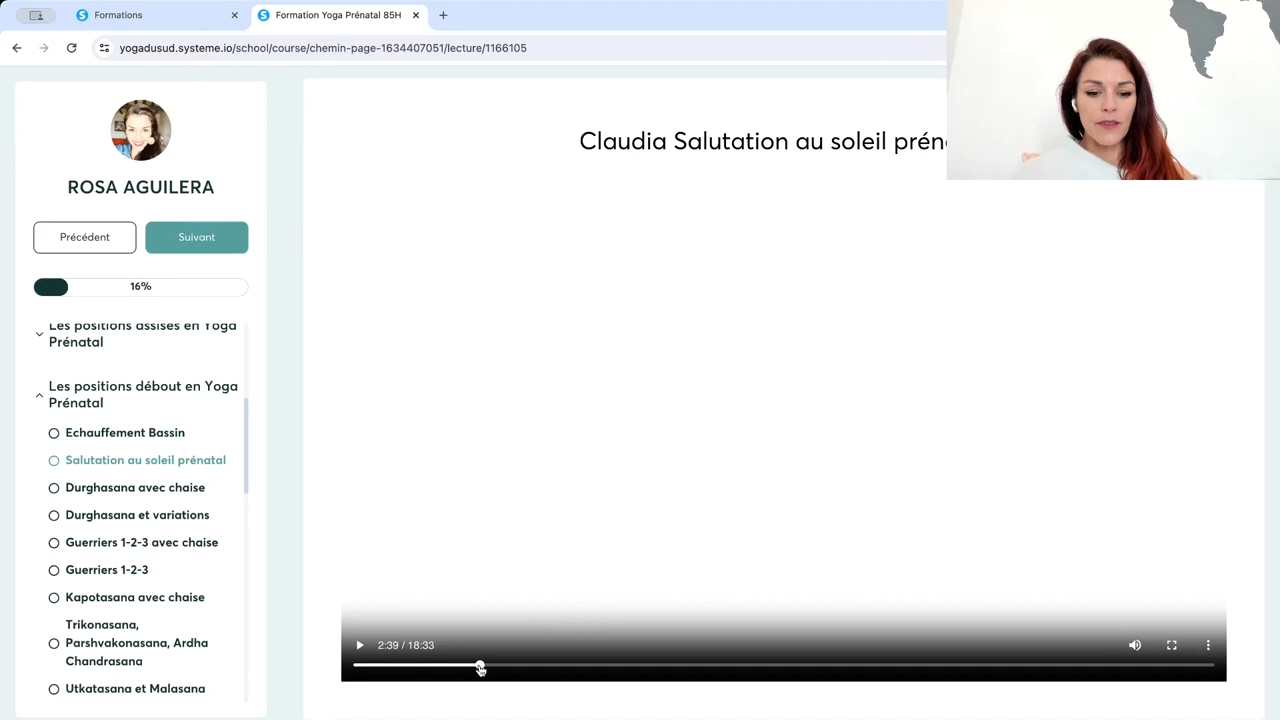 Formations
Formation Yoga Prénatal 85H
yogadusud.systeme.io/school/course/chemin-page-1634407051/lecture/1166105
ROSA AGUILERA
Précédent
Suivant
16%
Les positions assises en Yoga
Prénatal
Les positions début en Yoga
Prénatal
Echauffement Bassin
Salutation au soleil prénatal
Durghasana avec chaise
Durghasana et variations
Guerriers 1-2-3 avec chaise
Guerriers 1-2-3
Kapotasana avec chaise
Trikonasana,
Parshvakonasana, Ardha
Chandrasana
Utkatasana et Malasana
Claudia Salutation au soleil préna
2:39 / 18:33